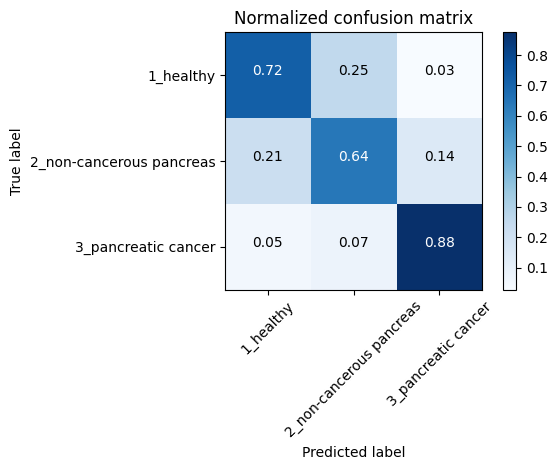 Normalized confusion matrix
True label
1_healthy
0.72 0.25 0.03
2_non-cancerous pancreas
0.21 0.64 0.14
3_pancreatic cancer
0.05 0.07 0.88
1_healthy
2_non-cancerous pancreas
3_pancreatic cancer
Predicted label
0.8
0.7
0.6
0.5
0.4
0.3
0.2
0.1